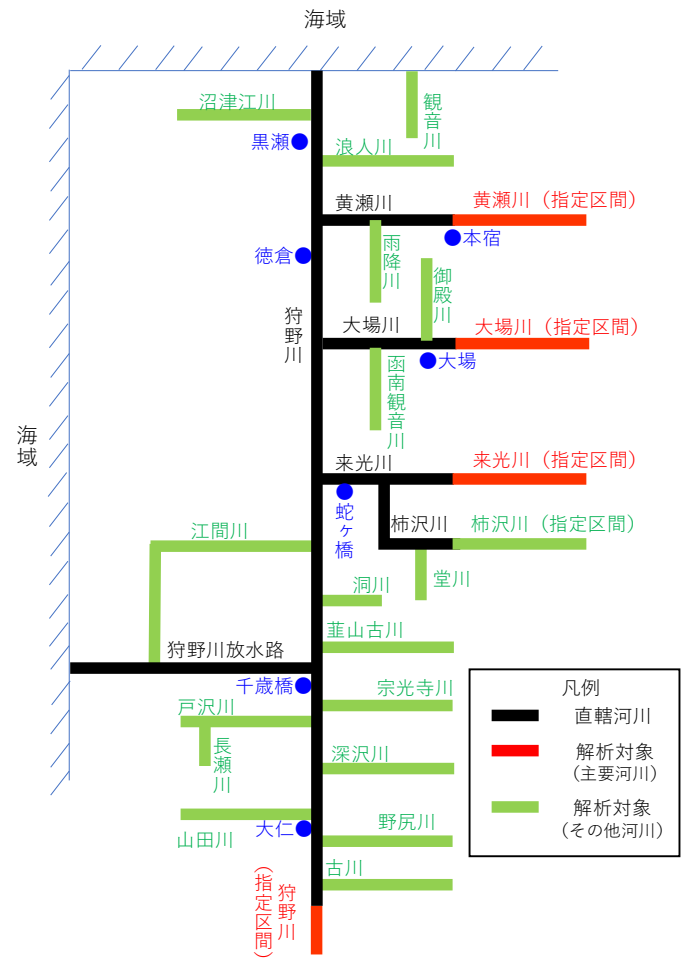 海域
沼津江川
観音川
黒瀬
浪人川
黄瀬川
黄瀬川（指定区間）
本宿
雨降川
徳倉
御殿川
狩野川
大場川
大場川（指定区間）
大場
函南観音川
海域
来光川
来光川（指定区間）
蛇ヶ橋
柿沢川
柿沢川（指定区間）
江間川
堂川
洞川
韮山古川
狩野川放水路
千歳橋
宗光寺川
戸沢川
長瀬川
深沢川
山田川
大仁
野尻川
古川
狩野川
（指定区間）
凡例
直轄河川
解析対象
（主要河川）
解析対象
（その他河川）